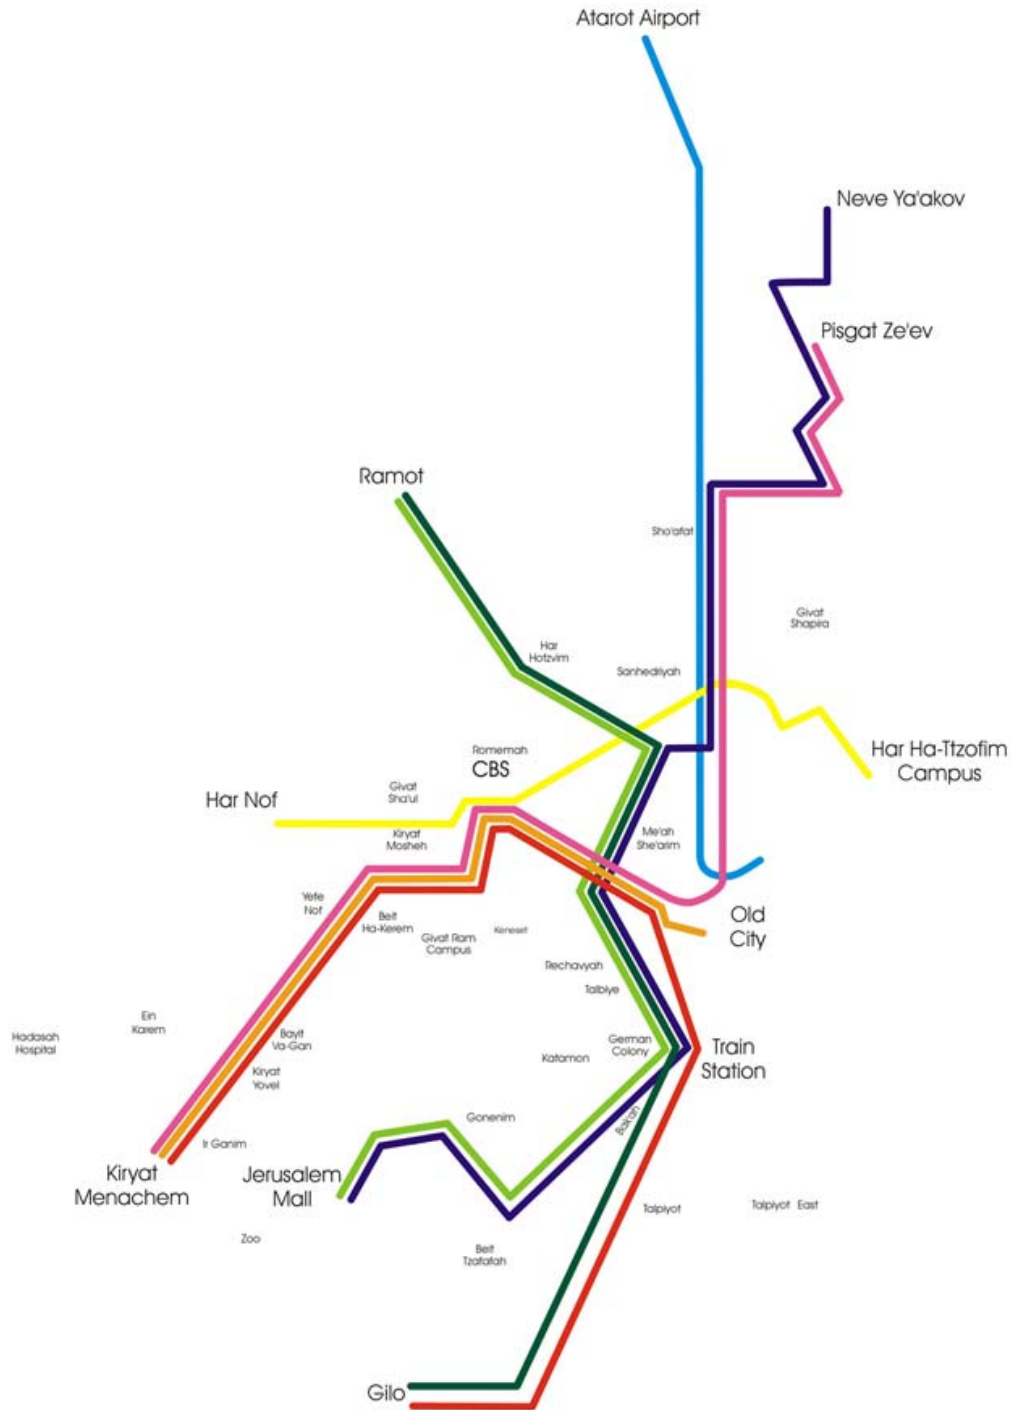 Atarot Airport
Neve Ya'akov
Pisgat Ze'ev
Ramot
Sho'afat
Givat
Shapira
Har
Hotzvim
Sanhedriyah
Romemah
CBS
Har Ha-Ttzofim
Campus
Givat
Sha'ul
Har Nof
Kiryat
Mosheh
Me'ah
She'arim
Yefe
Nof
Beit
Ha-Kerem
Givat Ram
Campus
Keneset
Old
City
Rechavyah
Talbiye
Ein
Karem
Hadasah
Hospital
Bayit
Va-Gan
Kiryat
Yovel
German
Colony
Katamon
Train
Station
Bak'ah
Gonenim
Ir Ganim
Kiryat
Menachem
Jerusalem
Mall
Talpiyot
Talpiyot East
Zoo
Beit
Tzafafah
Gilo